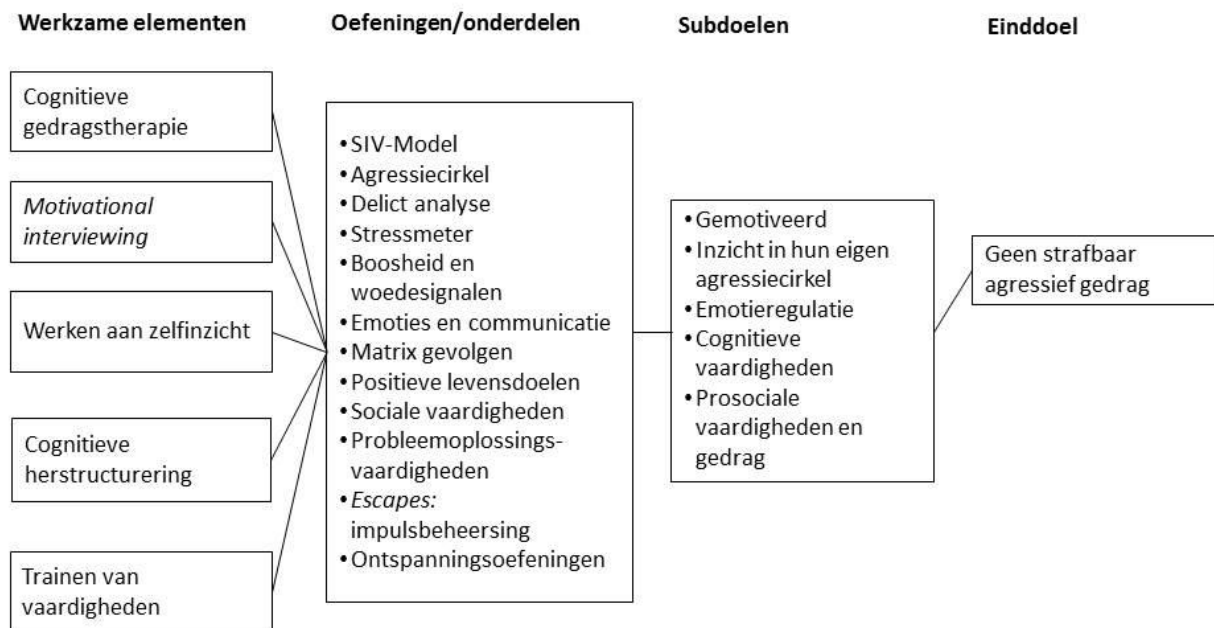 Werkzame elementen
Oefeningen/onderdelen
Subdoelen
Einddoel
Cognitieve
gedragstherapie
Motivational
interviewing
Werken aan zelfinzicht
Cognitieve
herstructurering
Trainen van
vaardigheden
•SIV-Model
•Agressiecirkel
•Delict analyse
•Stressmeter
•Boosheid en
woedesignalen
•Emoties en communicatie
•Matrix gevolgen
•Positieve levensdoelen
•Sociale vaardigheden
•Probleemoplossings-
vaardigheden
•Escapes:
impulsbeheersing
•Ontspanningsoefeningen
•Gemotiveerd
•Inzicht in hun eigen
agressiecirkel
•Emotieregulatie
•Cognitieve
vaardigheden
•Prosociale
vaardigheden en
gedrag
Geen strafbaar
agressief gedrag